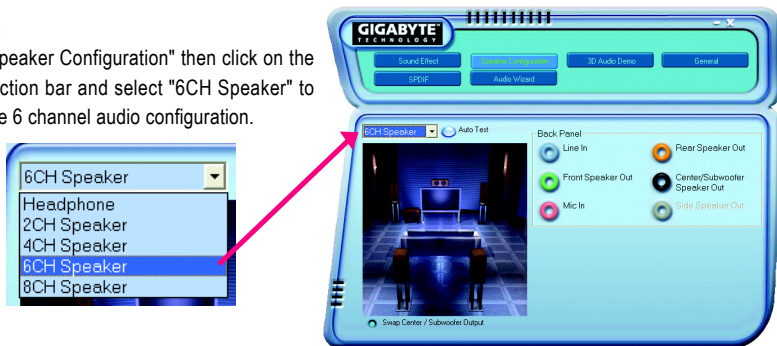 peaker Configuration" then click on the
ction bar and select "6CH Speaker" to
e 6 channel audio configuration.
6CH Speaker
Headphone
2CH Speaker
4CH Speaker
6CH Speaker
8CH Speaker
GIGABYTE
TECHNOLOGY
Sound Effect
Speaker Configuration
3D Audio Demo
General
SPDIF
Audio Wizard
6CH Speaker
Auto Test
Back Panel
Line In
Rear Speaker Out
Front Speaker Out
Center/Subwoofer
Speaker Out
Mic In
Side Speaker Out
Swap Center / Subwoofer Output